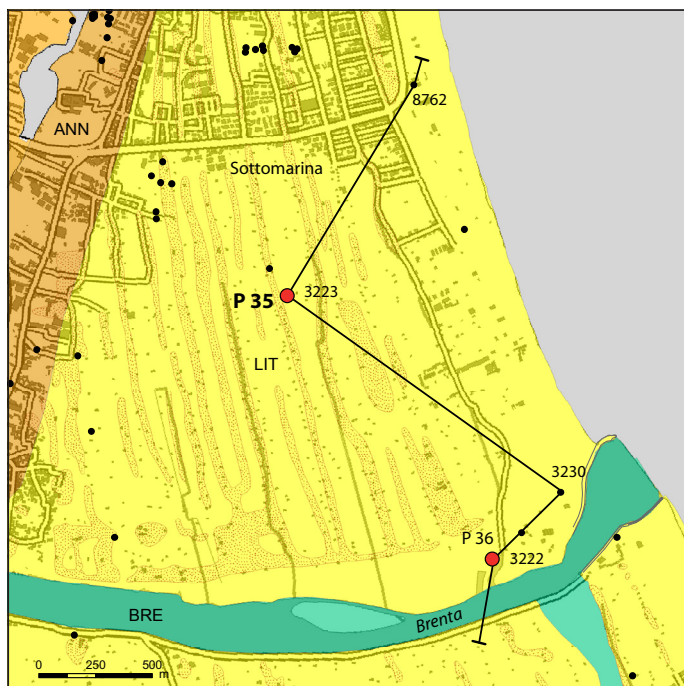 8762
ANN
Sottomarina
P 35
3223
LIT
3230
P 36
3222
BRE
Brenta
0 250 500
m